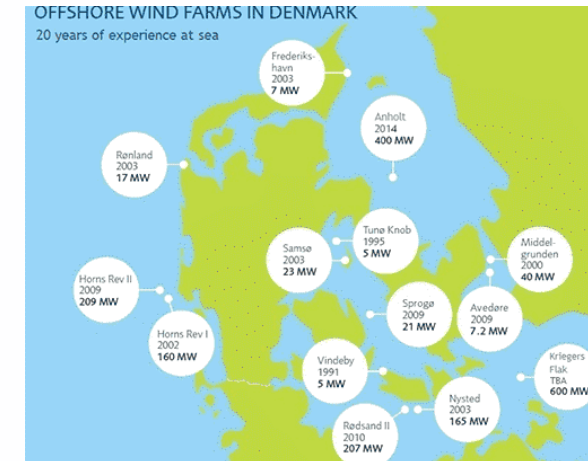 OFFSHORE WIND FARMS IN DENMARK
20 years of experience at sea
Frederiks-
havn
2003
7 MW
Anholt
2014
400 MW
Rønland
2003
17 MW
Tunø Knob
1995
5 MW
Samsø
2003
23 MW
Middel-
grunden
2000
40 MW
Horns Rev II
2009
209 MW
Sprogø
2009
21 MW
Avedøre
2009
7.2 MW
Horns Rev I
2002
160 MW
Vindeby
1991
5 MW
Kriegers
Flak
TBA
600 MW
Nysted
2003
165 MW
Rødsand II
2010
207 MW